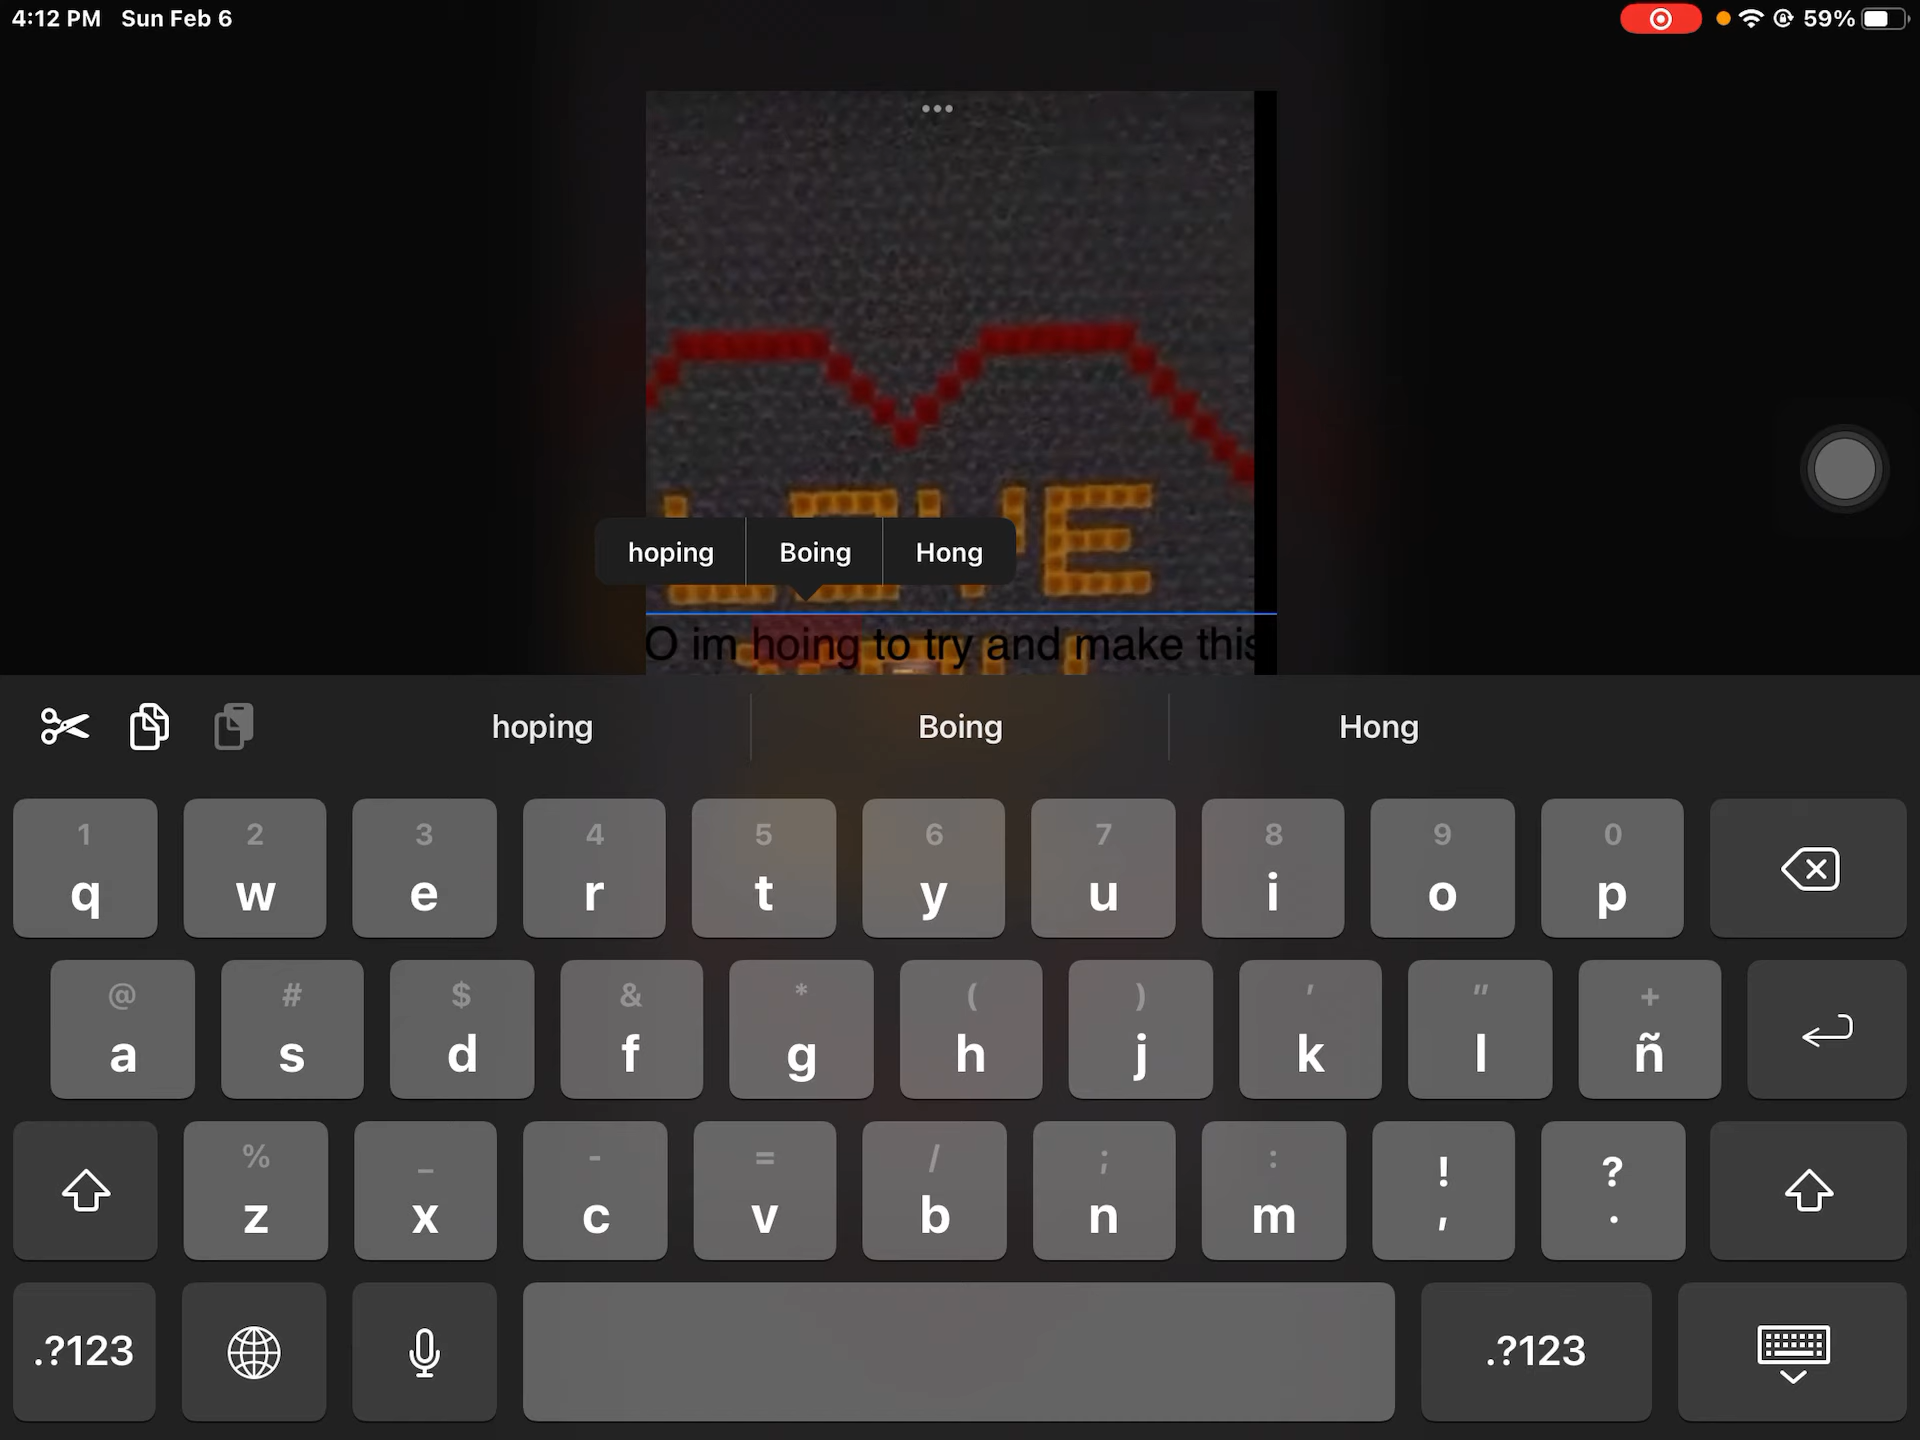 4:12 PM Sun Feb 6
59%
LOVE
hoping Boing Hong
O im hoing to try and make this
hoping Boing Hong
1 2 3 4 5 6 7 8 9 0
q w e r t y u i o p
@ # $ & * ( ) ' " +
a s d f g h j k l ñ
% _ - = / ; : ! ?
z x c v b n m , .
.?123 .?123